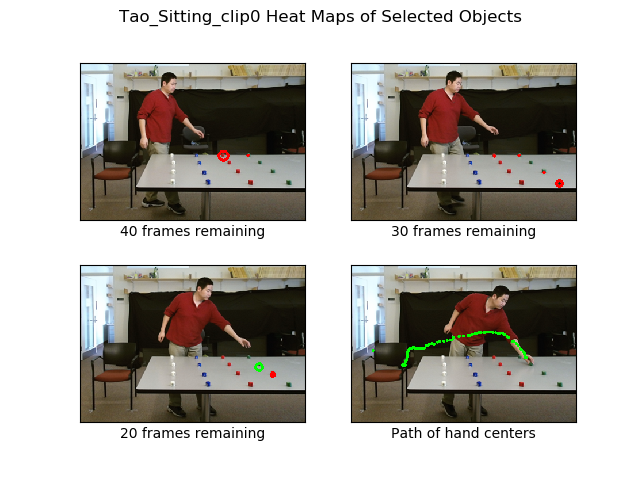 Tao_Sitting_clip0 Heat Maps of Selected Objects
40 frames remaining
30 frames remaining
20 frames remaining
Path of hand centers